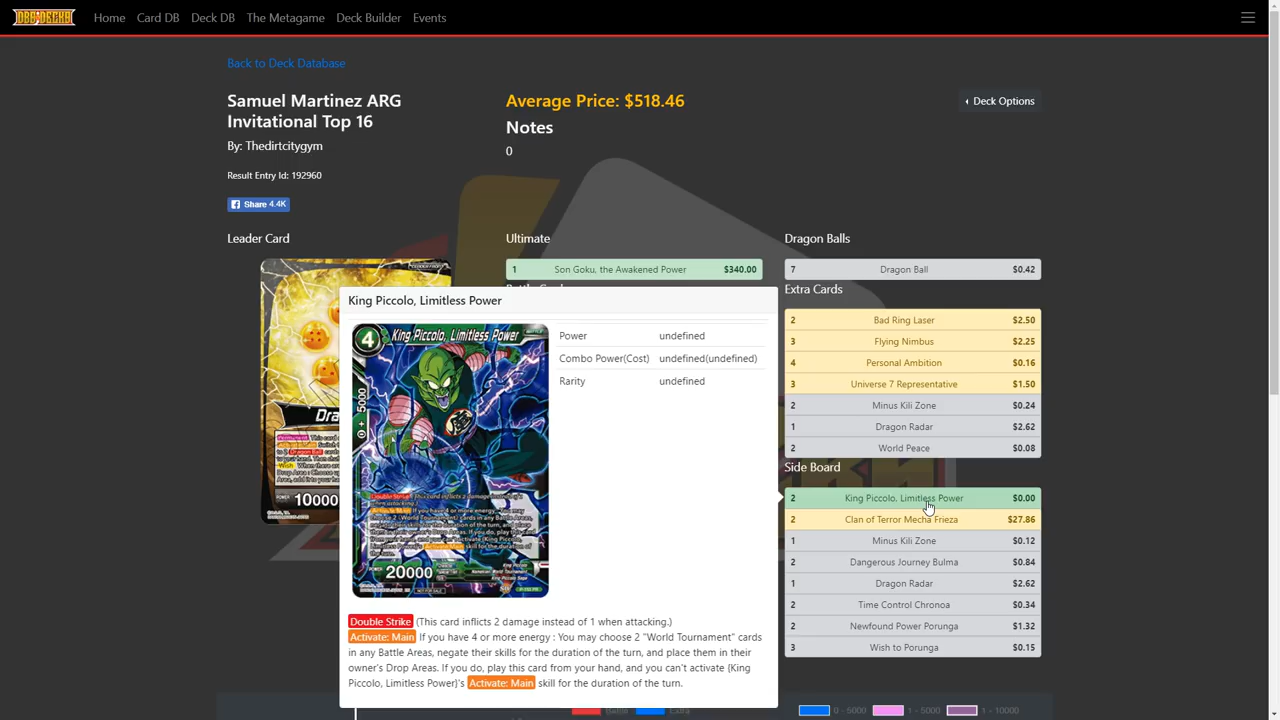 DBZ DECKS Home Card DB Deck DB The Metagame Deck Builder Events
Back to Deck Database
Samuel Martinez ARG
Invitational Top 16
By: Thedirtcitygym
Result Entry Id: 192960
Share 4.4K
Average Price: $518.46
Notes
0
Deck Options
Leader Card
10000
Ultimate
1 Son Goku, the Awakened Power $340.00
Dragon Balls
7 Dragon Ball $0.42
Extra Cards
2 Bad Ring Laser $2.50
3 Flying Nimbus $2.25
4 Personal Ambition $0.16
3 Universe 7 Representative $1.50
2 Minus Kili Zone $0.24
1 Dragon Radar $2.62
2 World Peace $0.08
Side Board
2 King Piccolo, Limitless Power $0.00
2 Clan of Terror Mecha Frieza $27.86
1 Minus Kili Zone $0.12
2 Dangerous Journey Bulma $0.84
1 Dragon Radar $2.62
2 Time Control Chronoa $0.34
2 Newfound Power Porunga $1.32
3 Wish to Porunga $0.15
King Piccolo, Limitless Power
4 King Piccolo, Limitless Power
5000
20000
Power undefined
Combo Power(Cost) undefined(undefined)
Rarity undefined
Double Strike (This card inflicts 2 damage instead of 1 when attacking.)
Activate: Main If you have 4 or more energy : You may choose 2 "World Tournament" cards
in any Battle Areas, negate their skills for the duration of the turn, and place them in their
owner's Drop Areas. If you do, play this card from your hand, and you can't activate {King
Piccolo, Limitless Power}'s Activate: Main skill for the duration of the turn.
Extra
0 - 5000 1 - 5000 1 - 10000